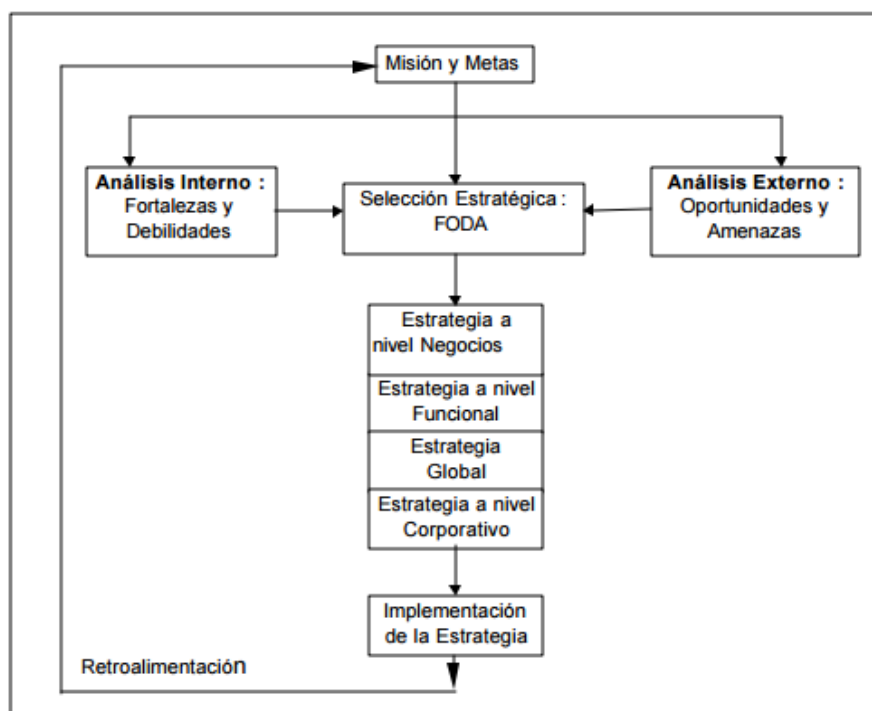 Misión y Metas
Análisis Interno :
Fortalezas y
Debilidades
Selección Estratégica :
FODA
Análisis Externo :
Oportunidades y
Amenazas
Estrategia a
nivel Negocios
Estrategia a nivel
Funcional
Estrategia
Global
Estrategia a nivel
Corporativo
Implementación
de la Estrategia
Retroalimentación